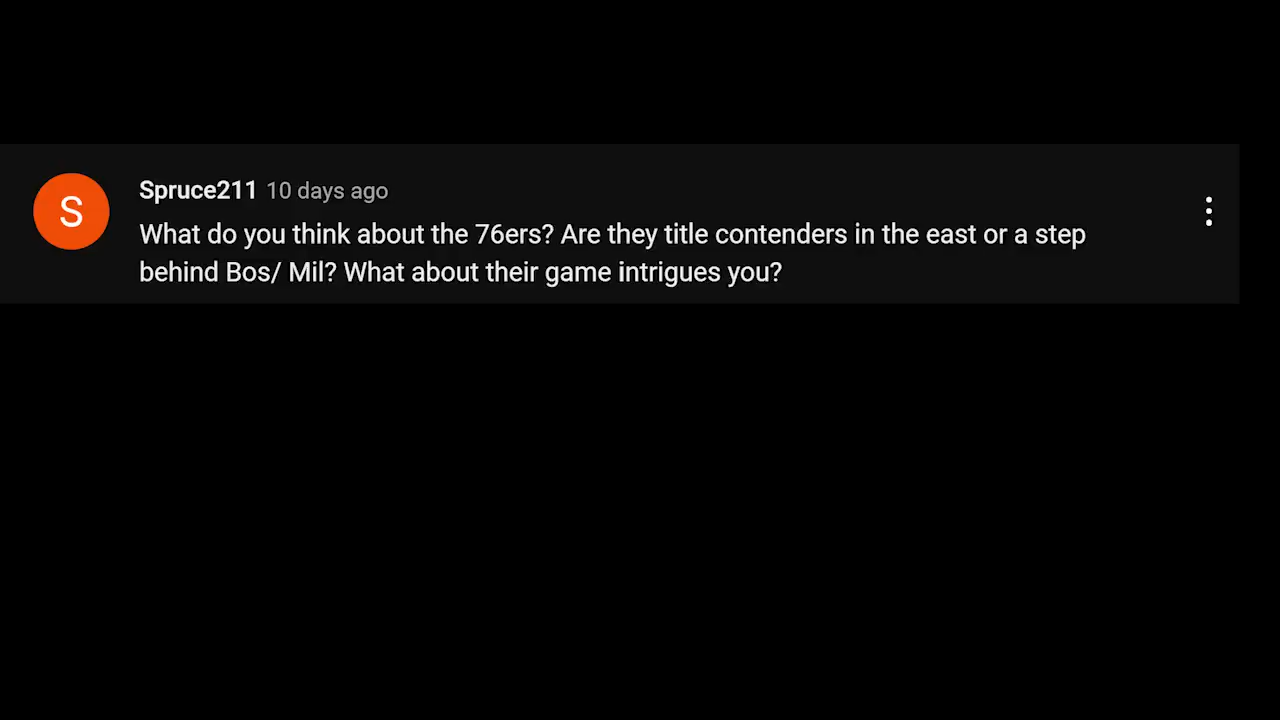 S
Spruce211 10 days ago
What do you think about the 76ers? Are they title contenders in the east or a step
behind Bos/ Mil? What about their game intrigues you?